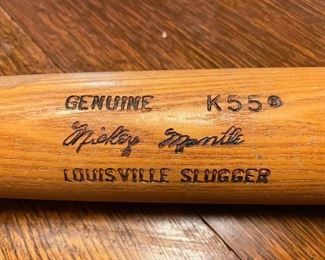 GENUINE K55®
Mickey Mantle
LOUISVILLE SLUGGER